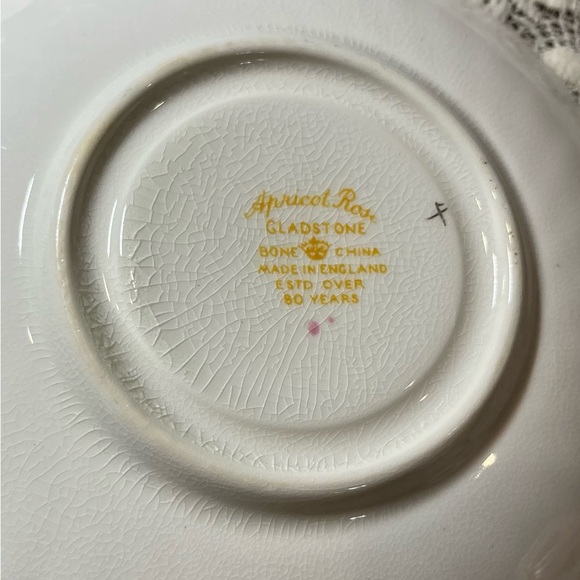 Apricot Rose
GLADSTONE
BONE CHINA
MADE IN ENGLAND
ESTD OVER
80 YEARS